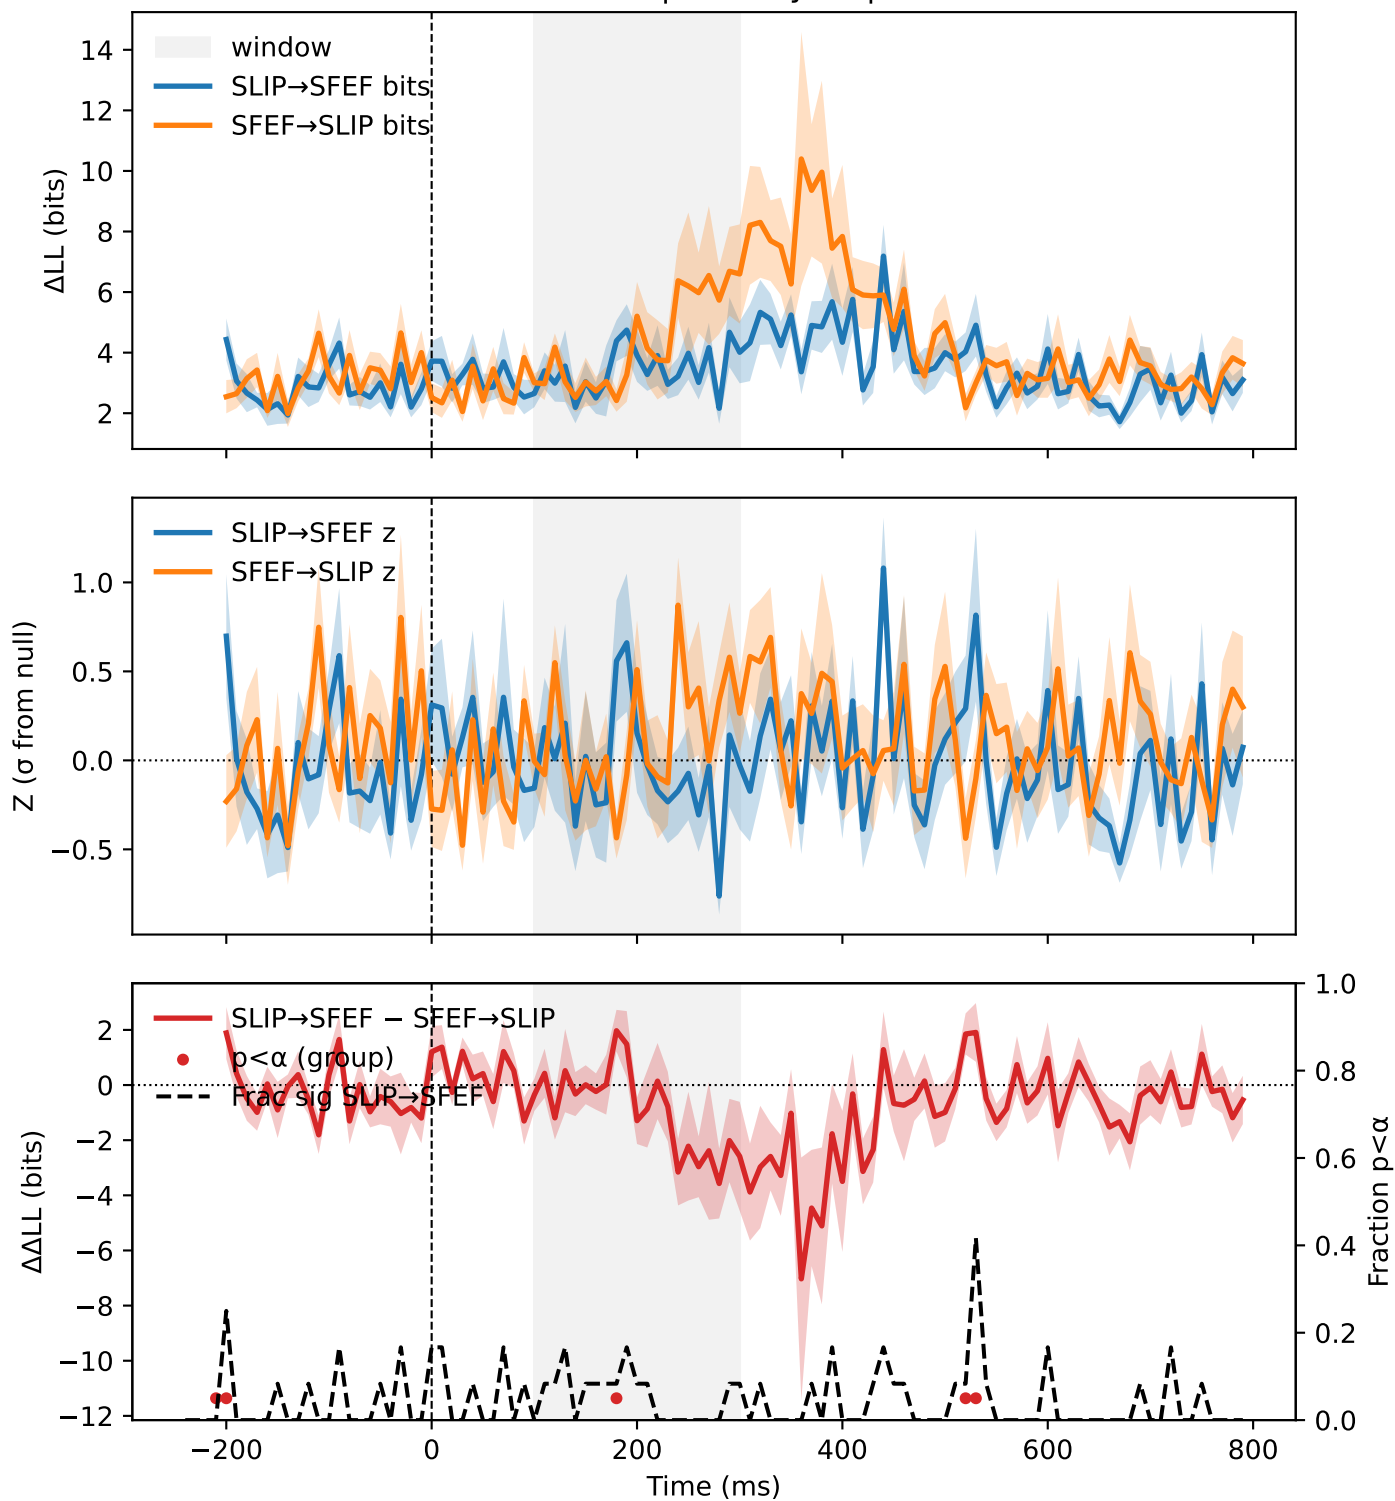 window
SLIP→SFEF bits
SFEF→SLIP bits
ΔLL (bits)
14
12
10
8
6
4
2
SLIP→SFEF z
SFEF→SLIP z
Z (σ from null)
1.0
0.5
0.0
−0.5
SLIP→SFEF − SFEF→SLIP
p<α (group)
Frac sig SLIP→SFEF
ΔΔLL (bits)
2
0
−2
−4
−6
−8
−10
−12
1.0
0.8
0.6
0.4
0.2
0.0
Fraction p<α
−200
0
200
400
600
800
Time (ms)